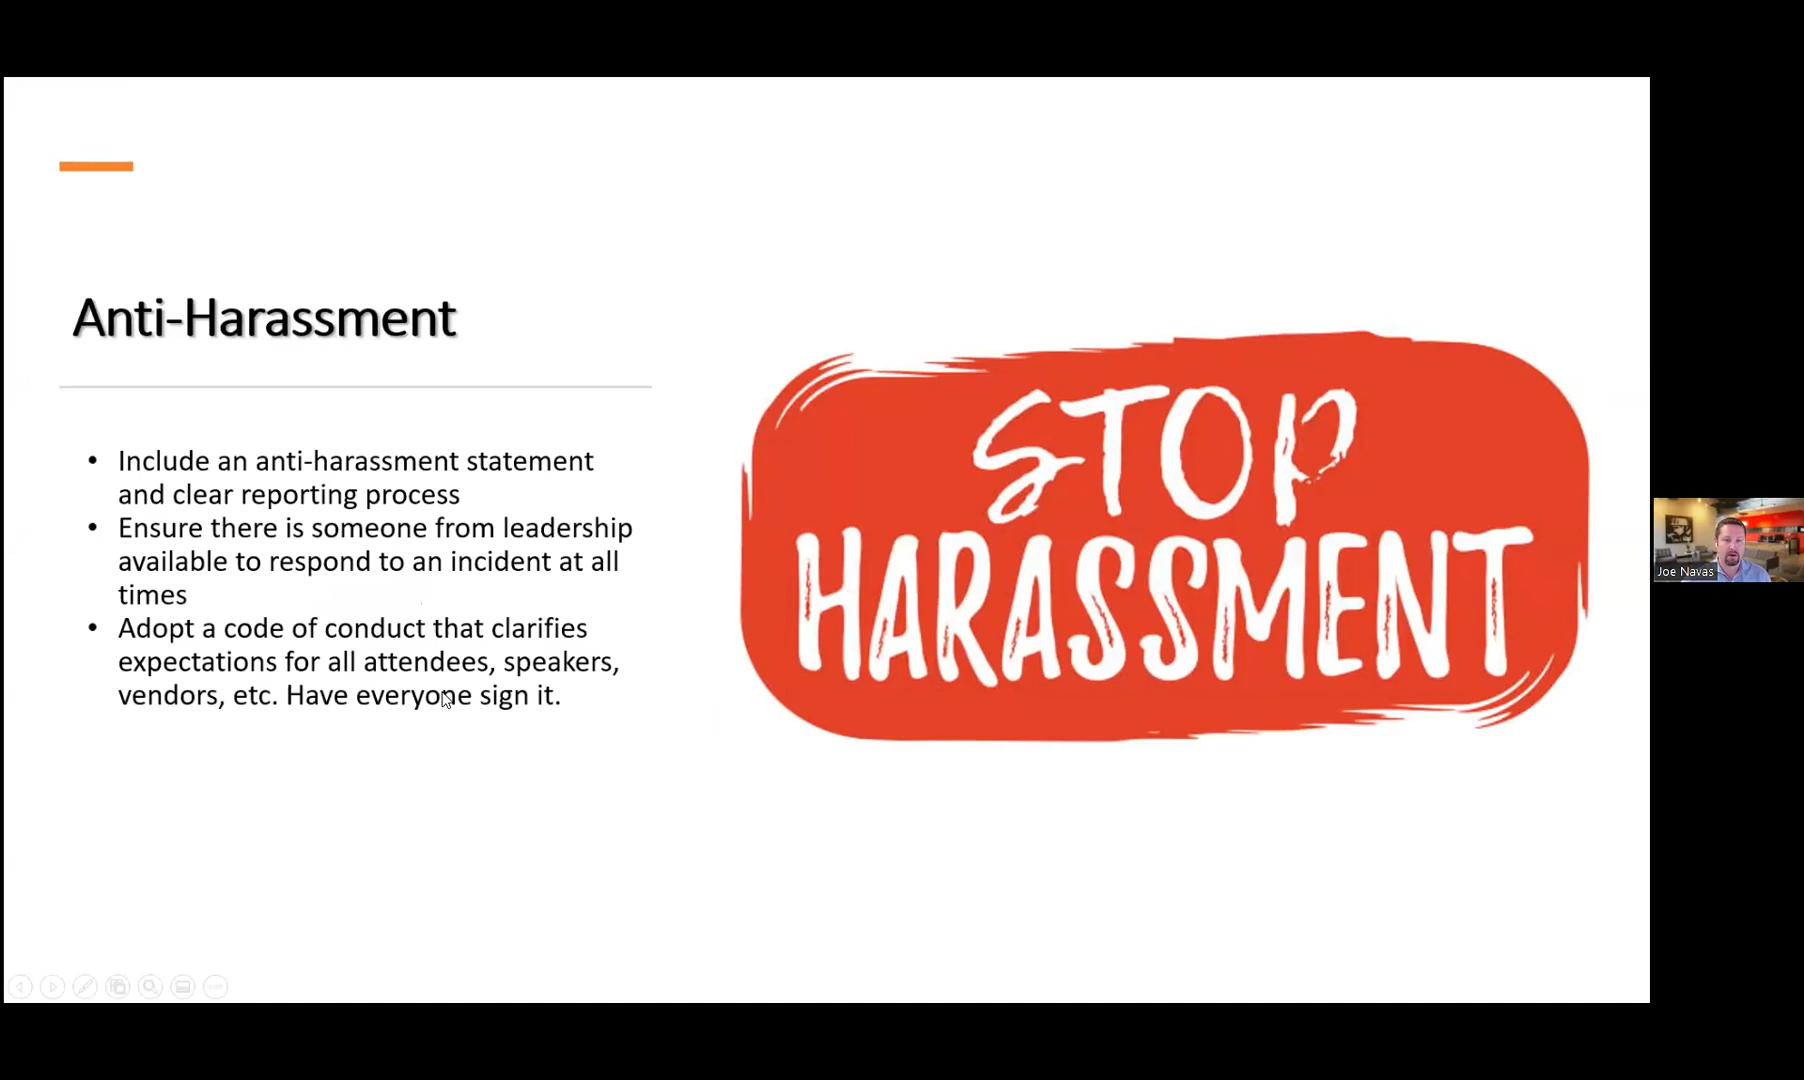 Anti-Harassment
• Include an anti-harassment statement
and clear reporting process
• Ensure there is someone from leadership
available to respond to an incident at all
times
• Adopt a code of conduct that clarifies
expectations for all attendees, speakers,
vendors, etc. Have everyone sign it.
STOP
HARASSMENT
Joe Navas